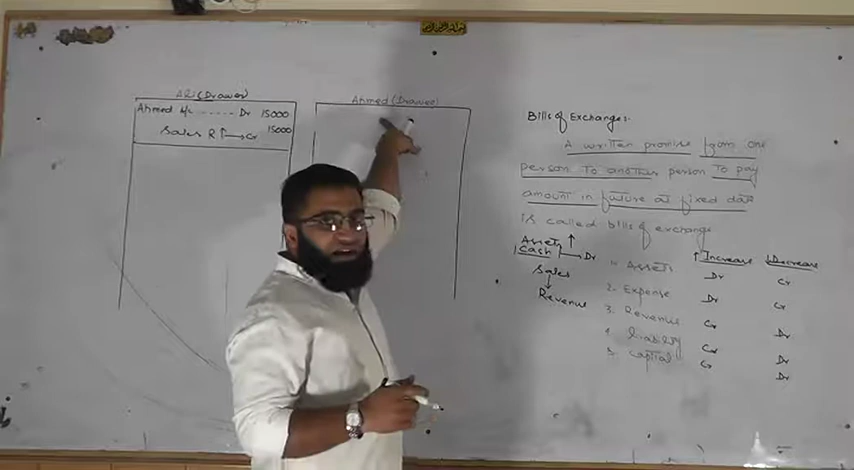 Ali (Drawer)
Ahmed A/c ...... Dr 15000
Sales R ↑→ Cr 15000
Ahmed (Drawee)
Bills of Exchanges.
A written promise from one
person To another person To pay
amount in future at fixed date
is called bills of exchange
Assets ↑
Cash → Dr
Sales
Revenue
↑ Increase ↓ Decrease
1. Assets Dr Cr
2. Expense Dr Cr
3. Revenue Cr Dr
4. liability Cr Dr
5. Capital Cr Dr